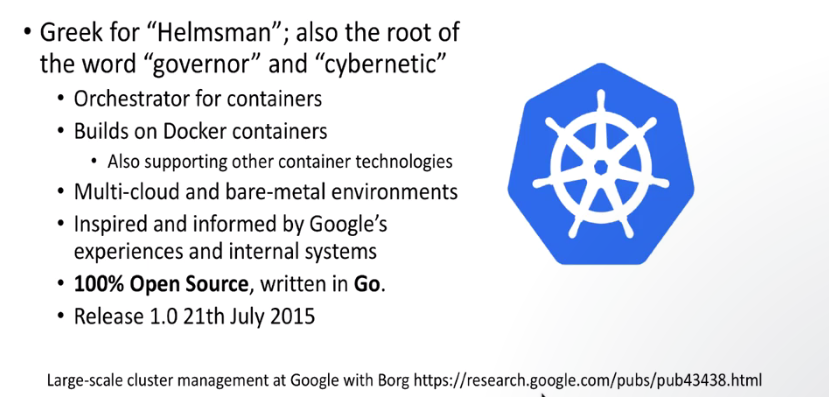 • Greek for “Helmsman”; also the root of
the word “governor” and “cybernetic”
• Orchestrator for containers
• Builds on Docker containers
• Also supporting other container technologies
• Multi-cloud and bare-metal environments
• Inspired and informed by Google’s
experiences and internal systems
• 100% Open Source, written in Go.
• Release 1.0 21th July 2015
Large-scale cluster management at Google with Borg https://research.google.com/pubs/pub43438.html